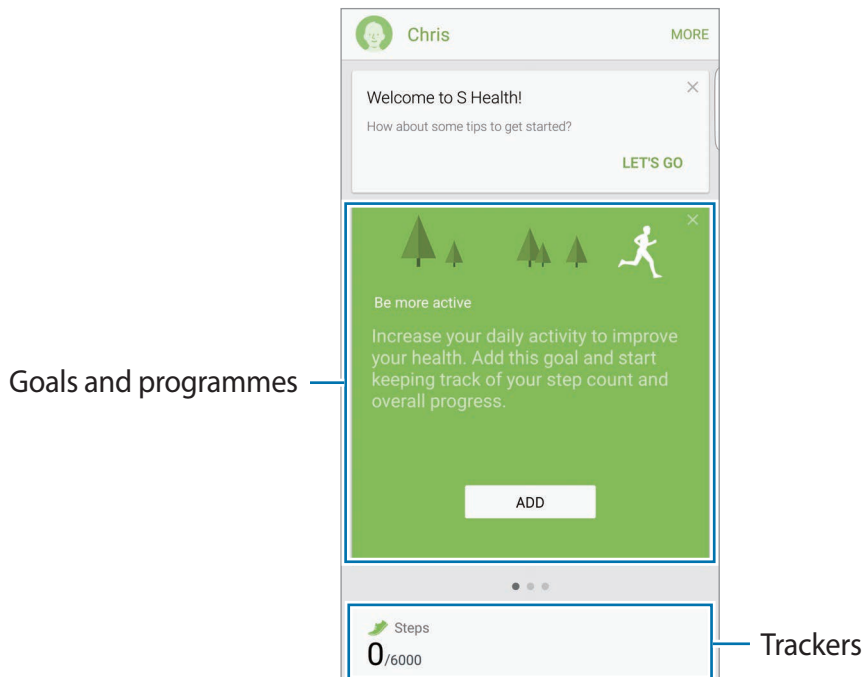 Chris
MORE
Welcome to S Health!
How about some tips to get started?
LET'S GO
Be more active
Increase your daily activity to improve
your health. Add this goal and start
keeping track of your step count and
overall progress.
Goals and programmes
ADD
Steps
0/6000
Trackers